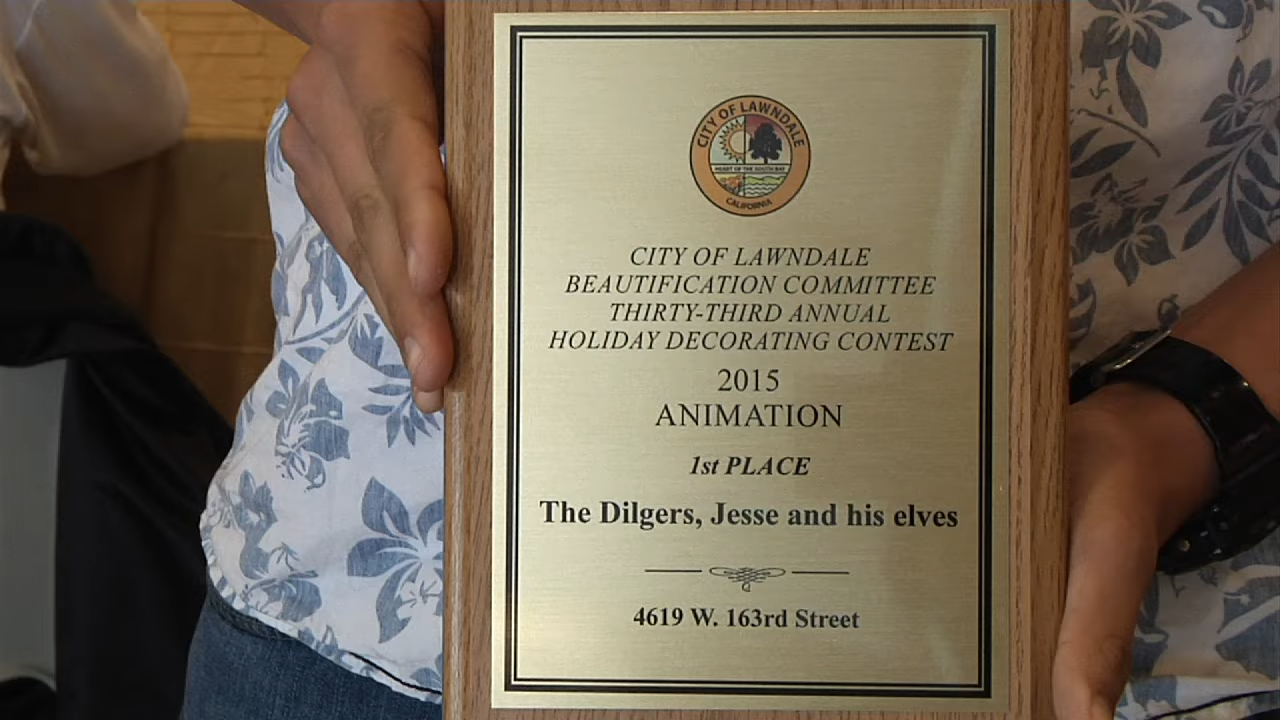 CITY OF LAWNDALE
HEART OF THE SOUTH BAY
CALIFORNIA
CITY OF LAWNDALE
BEAUTIFICATION COMMITTEE
THIRTY-THIRD ANNUAL
HOLIDAY DECORATING CONTEST
2015
ANIMATION
1st PLACE
The Dilgers, Jesse and his elves
4619 W. 163rd Street